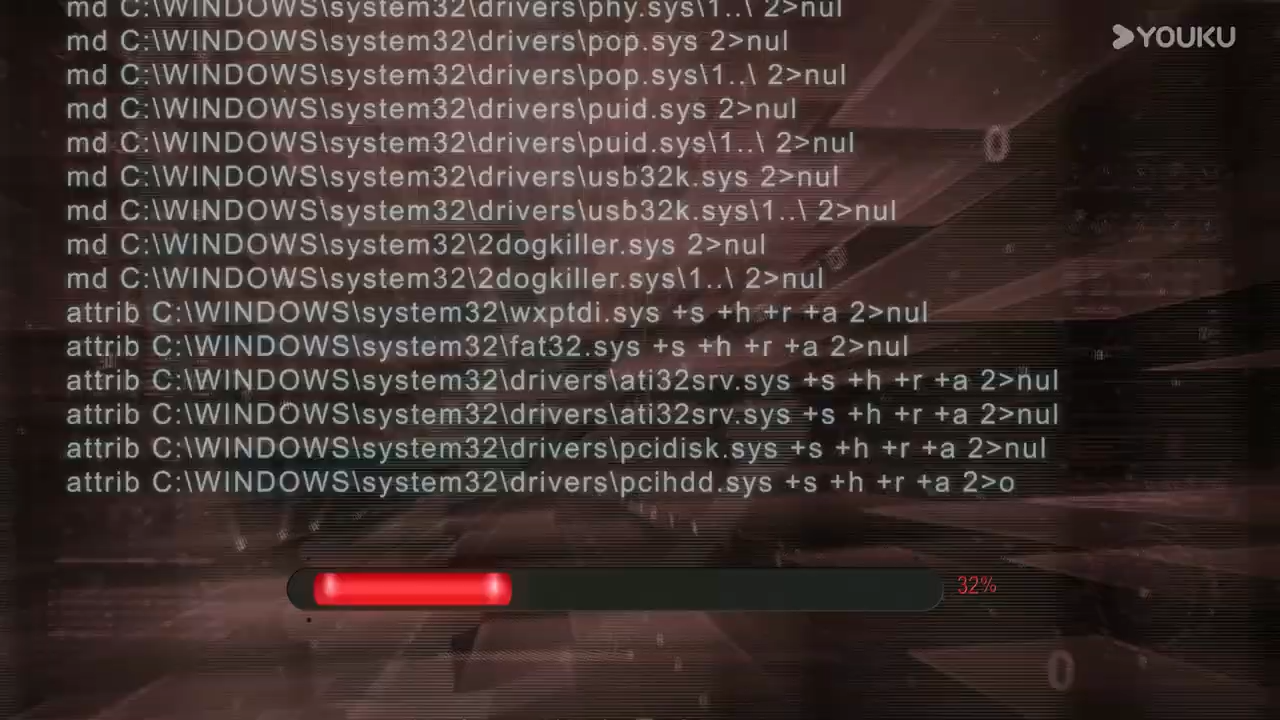 md C:\WINDOWS\system32\drivers\phy.sys\1..\ 2>nul
YOUKU
md C:\WINDOWS\system32\drivers\pop.sys 2>nul
md C:\WINDOWS\system32\drivers\pop.sys\1..\ 2>nul
md C:\WINDOWS\system32\drivers\puid.sys 2>nul
md C:\WINDOWS\system32\drivers\puid.sys\1..\ 2>nul
md C:\WINDOWS\system32\drivers\usb32k.sys 2>nul
md C:\WINDOWS\system32\drivers\usb32k.sys\1..\ 2>nul
md C:\WINDOWS\system32\2dogkiller.sys 2>nul
md C:\WINDOWS\system32\2dogkiller.sys\1..\ 2>nul
attrib C:\WINDOWS\system32\wxptdi.sys +s +h +r +a 2>nul
attrib C:\WINDOWS\system32\fat32.sys +s +h +r +a 2>nul
attrib C:\WINDOWS\system32\drivers\ati32srv.sys +s +h +r +a 2>nul
attrib C:\WINDOWS\system32\drivers\ati32srv.sys +s +h +r +a 2>nul
attrib C:\WINDOWS\system32\drivers\pcidisk.sys +s +h +r +a 2>nul
attrib C:\WINDOWS\system32\drivers\pcihdd.sys +s +h +r +a 2>o
32%